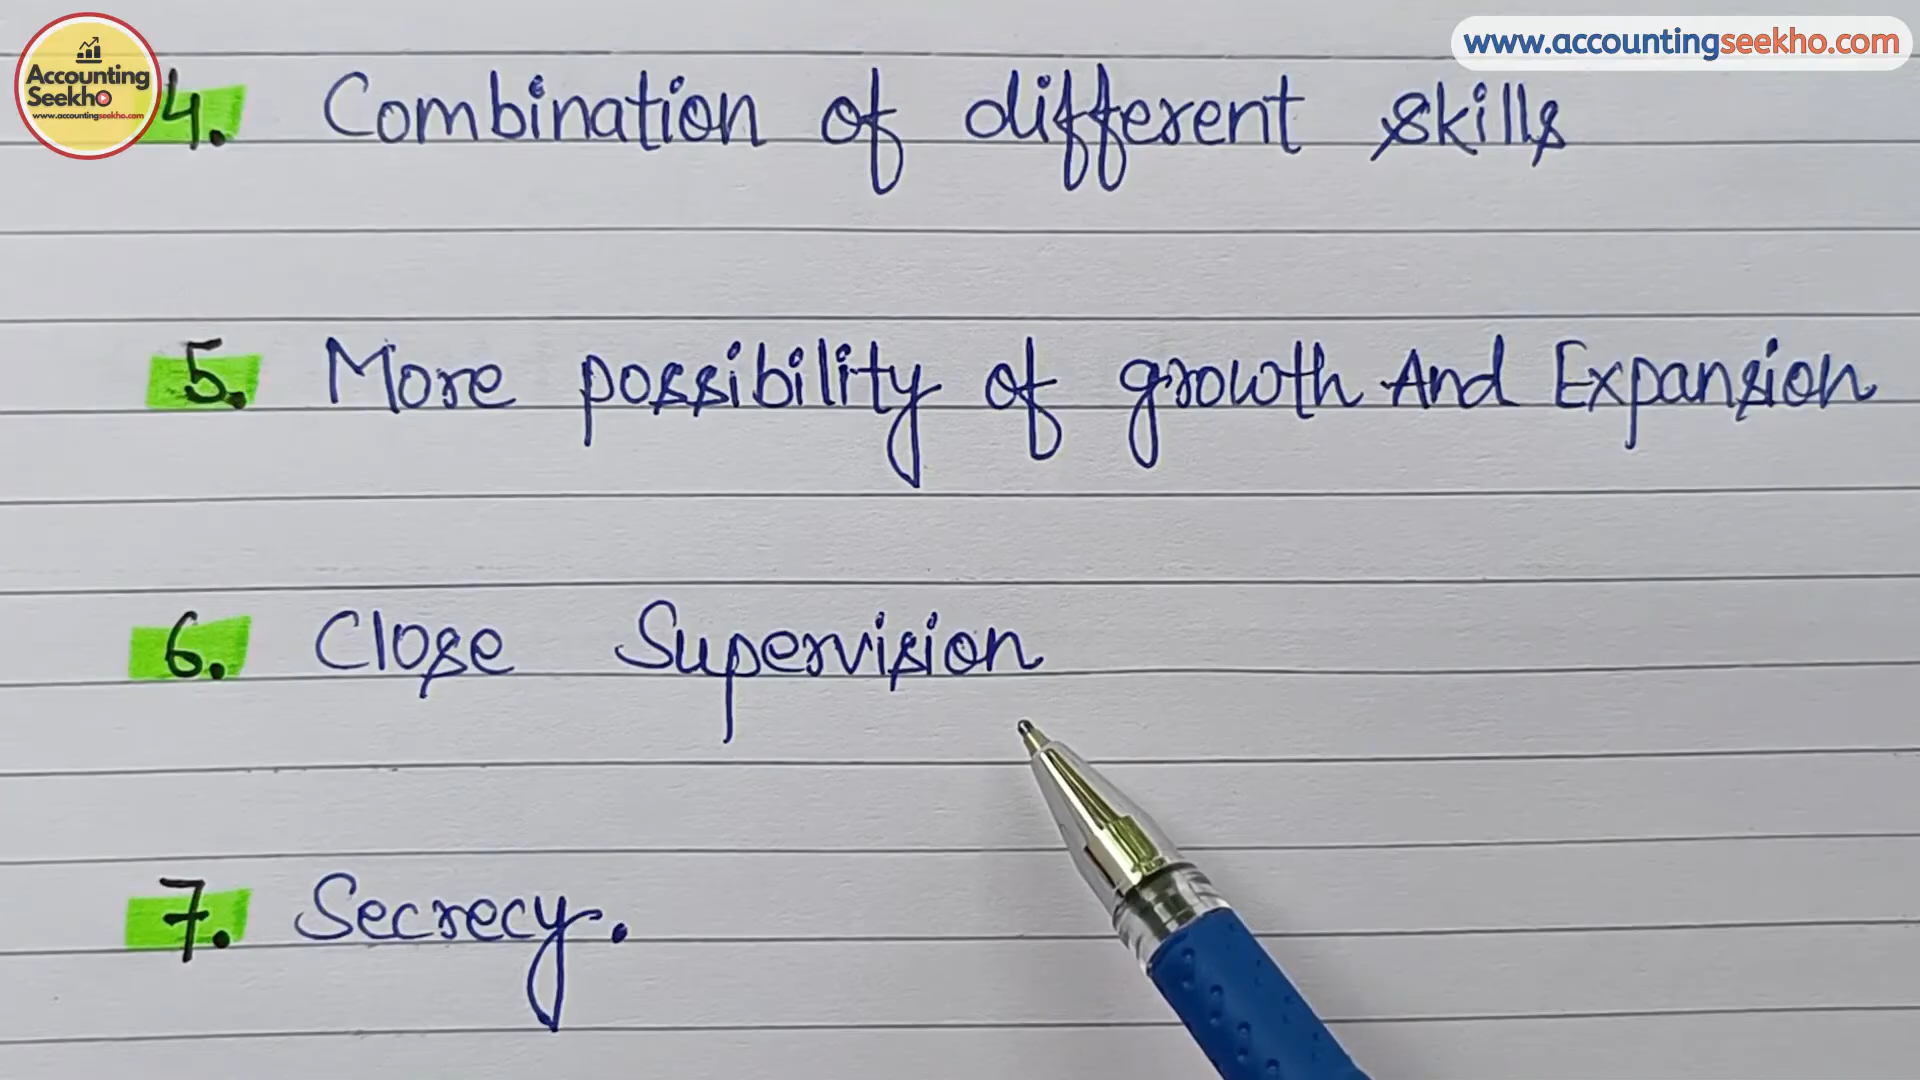 Accounting
Seekho
www.accountingseekho.com
www.accountingseekho.com
4. Combination of different skills
5. More possibility of growth And Expansion
6. Close Supervision
7. Secrecy.